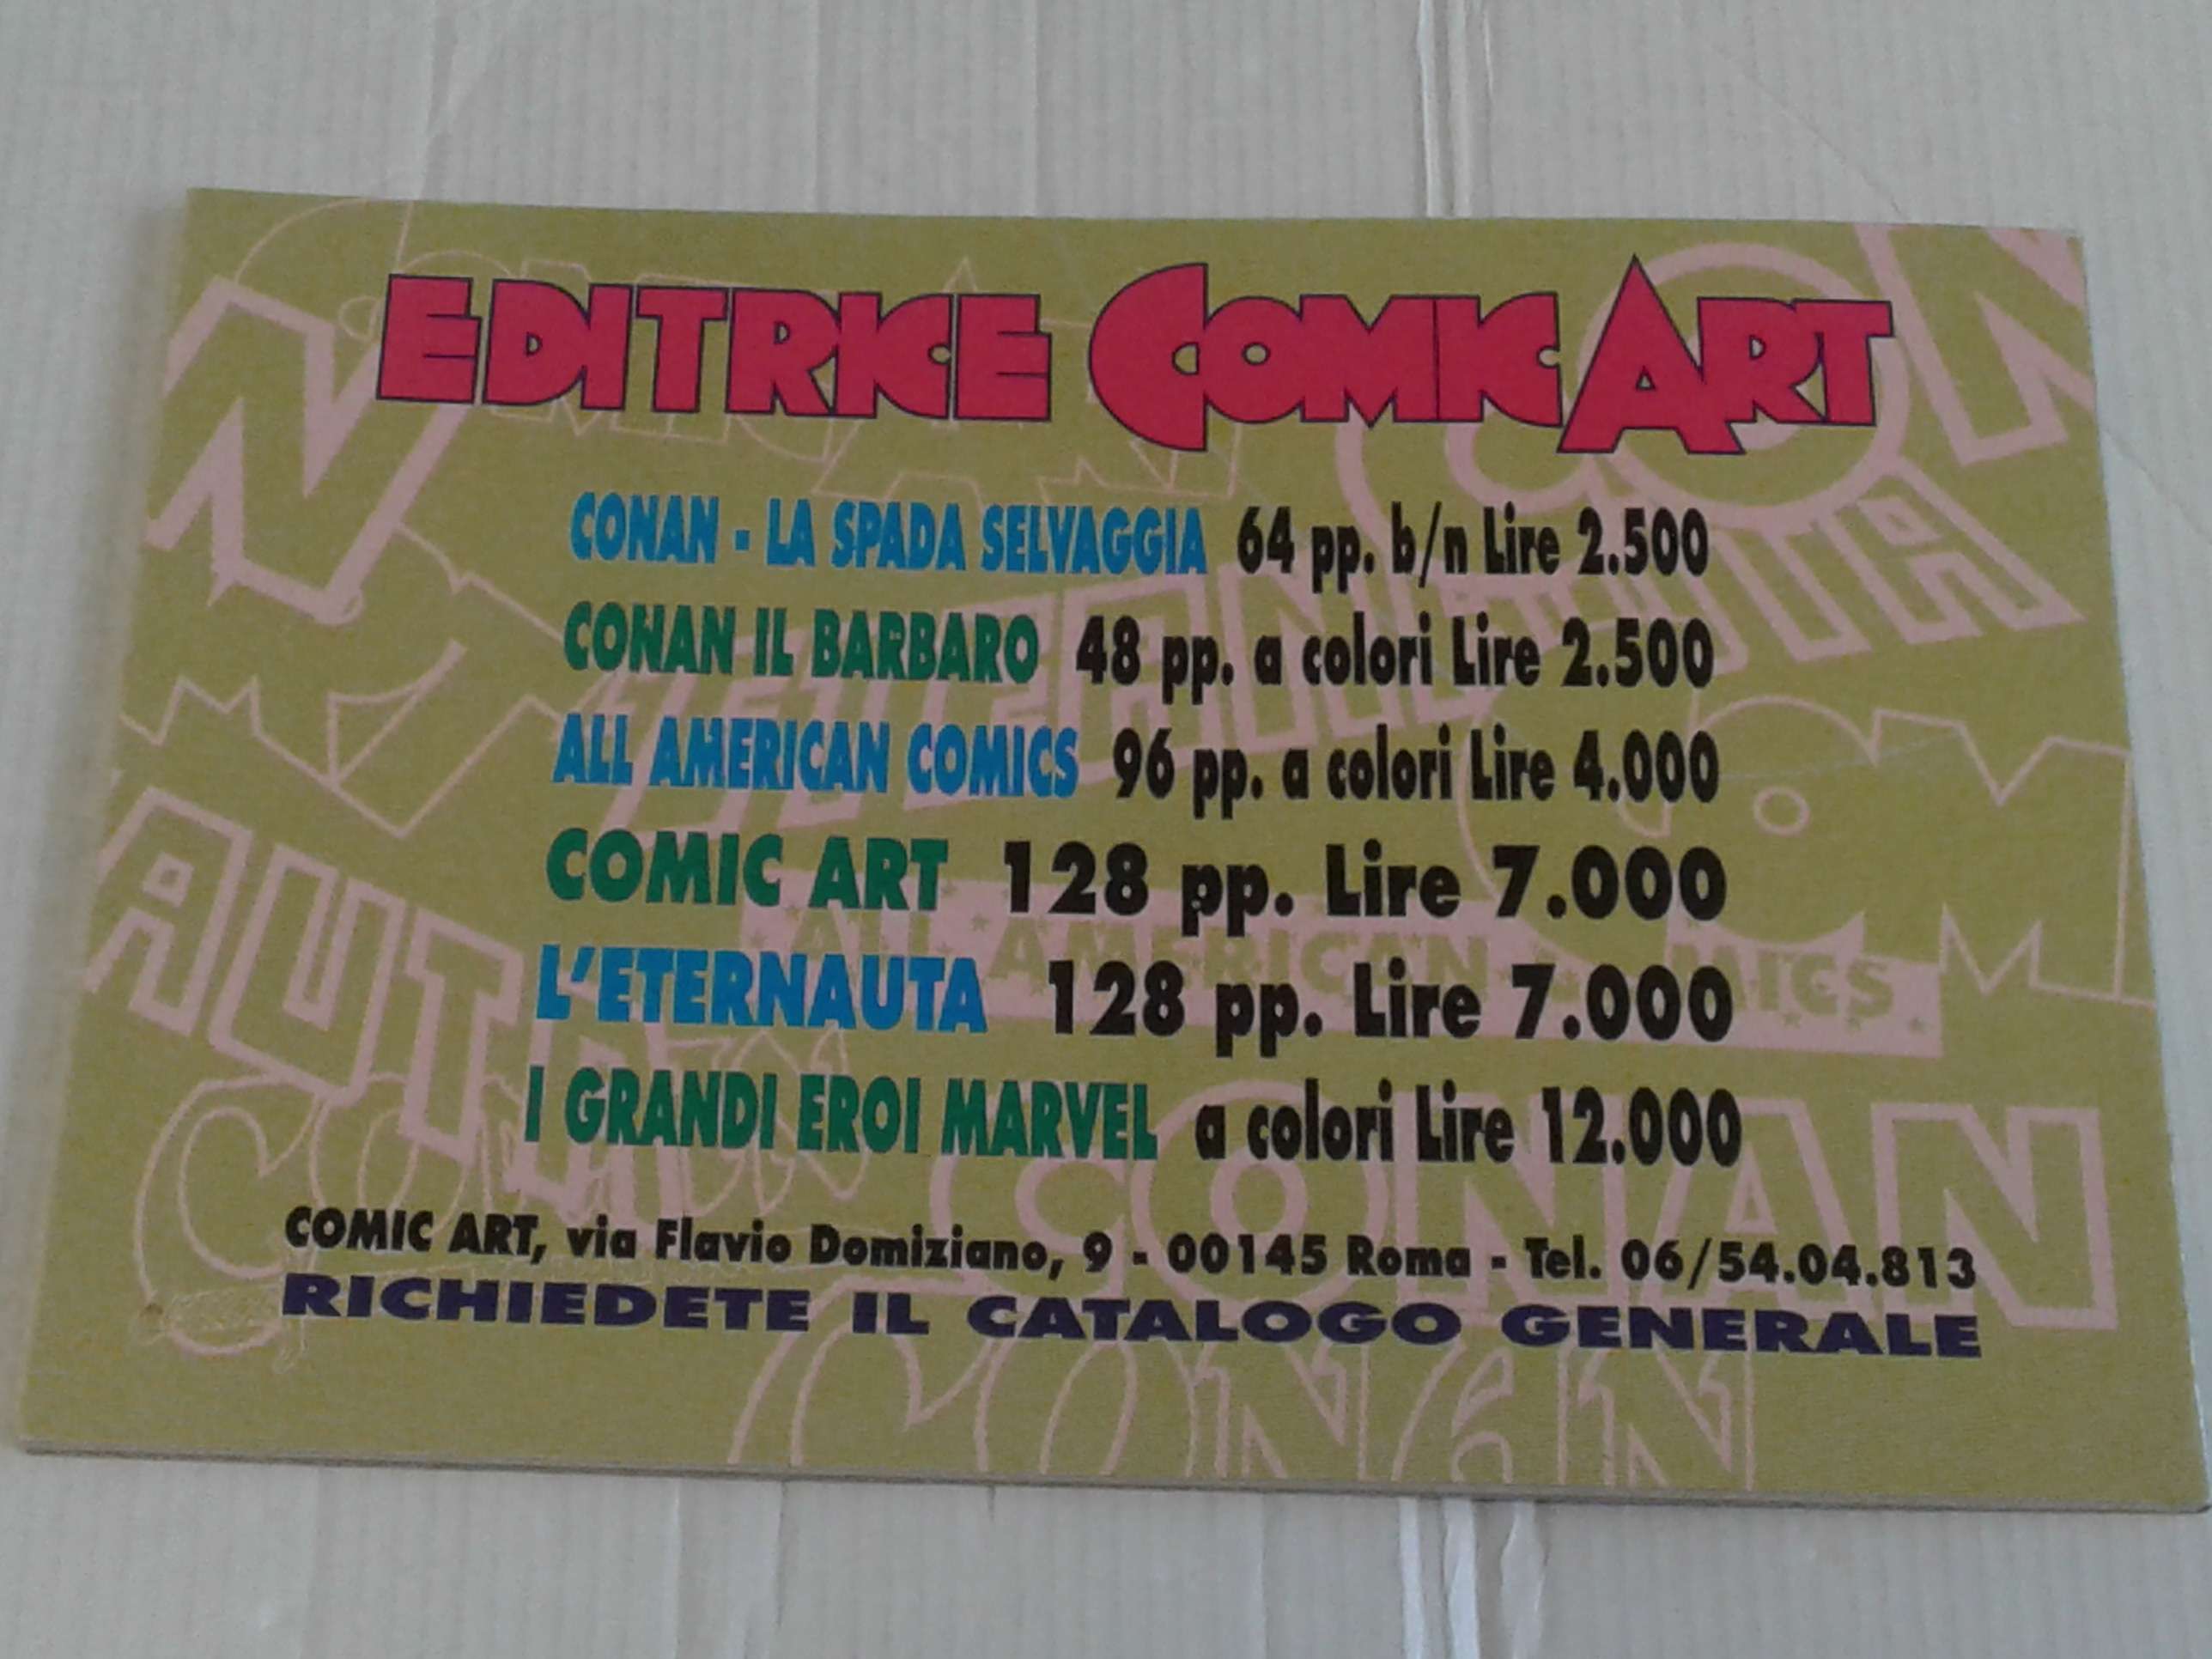 EDITRICE COMIC ART
CONAN - LA SPADA SELVAGGIA 64 pp. b/n Lire 2.500
CONAN IL BARBARO 48 pp. a colori Lire 2.500
ALL AMERICAN COMICS 96 pp. a colori Lire 4.000
COMIC ART 128 pp. Lire 7.000
L'ETERNAUTA 128 pp. Lire 7.000
I GRANDI EROI MARVEL a colori Lire 12.000
COMIC ART, via Flavio Domiziano, 9 - 00145 Roma - Tel. 06/54.04.813
RICHIEDETE IL CATALOGO GENERALE